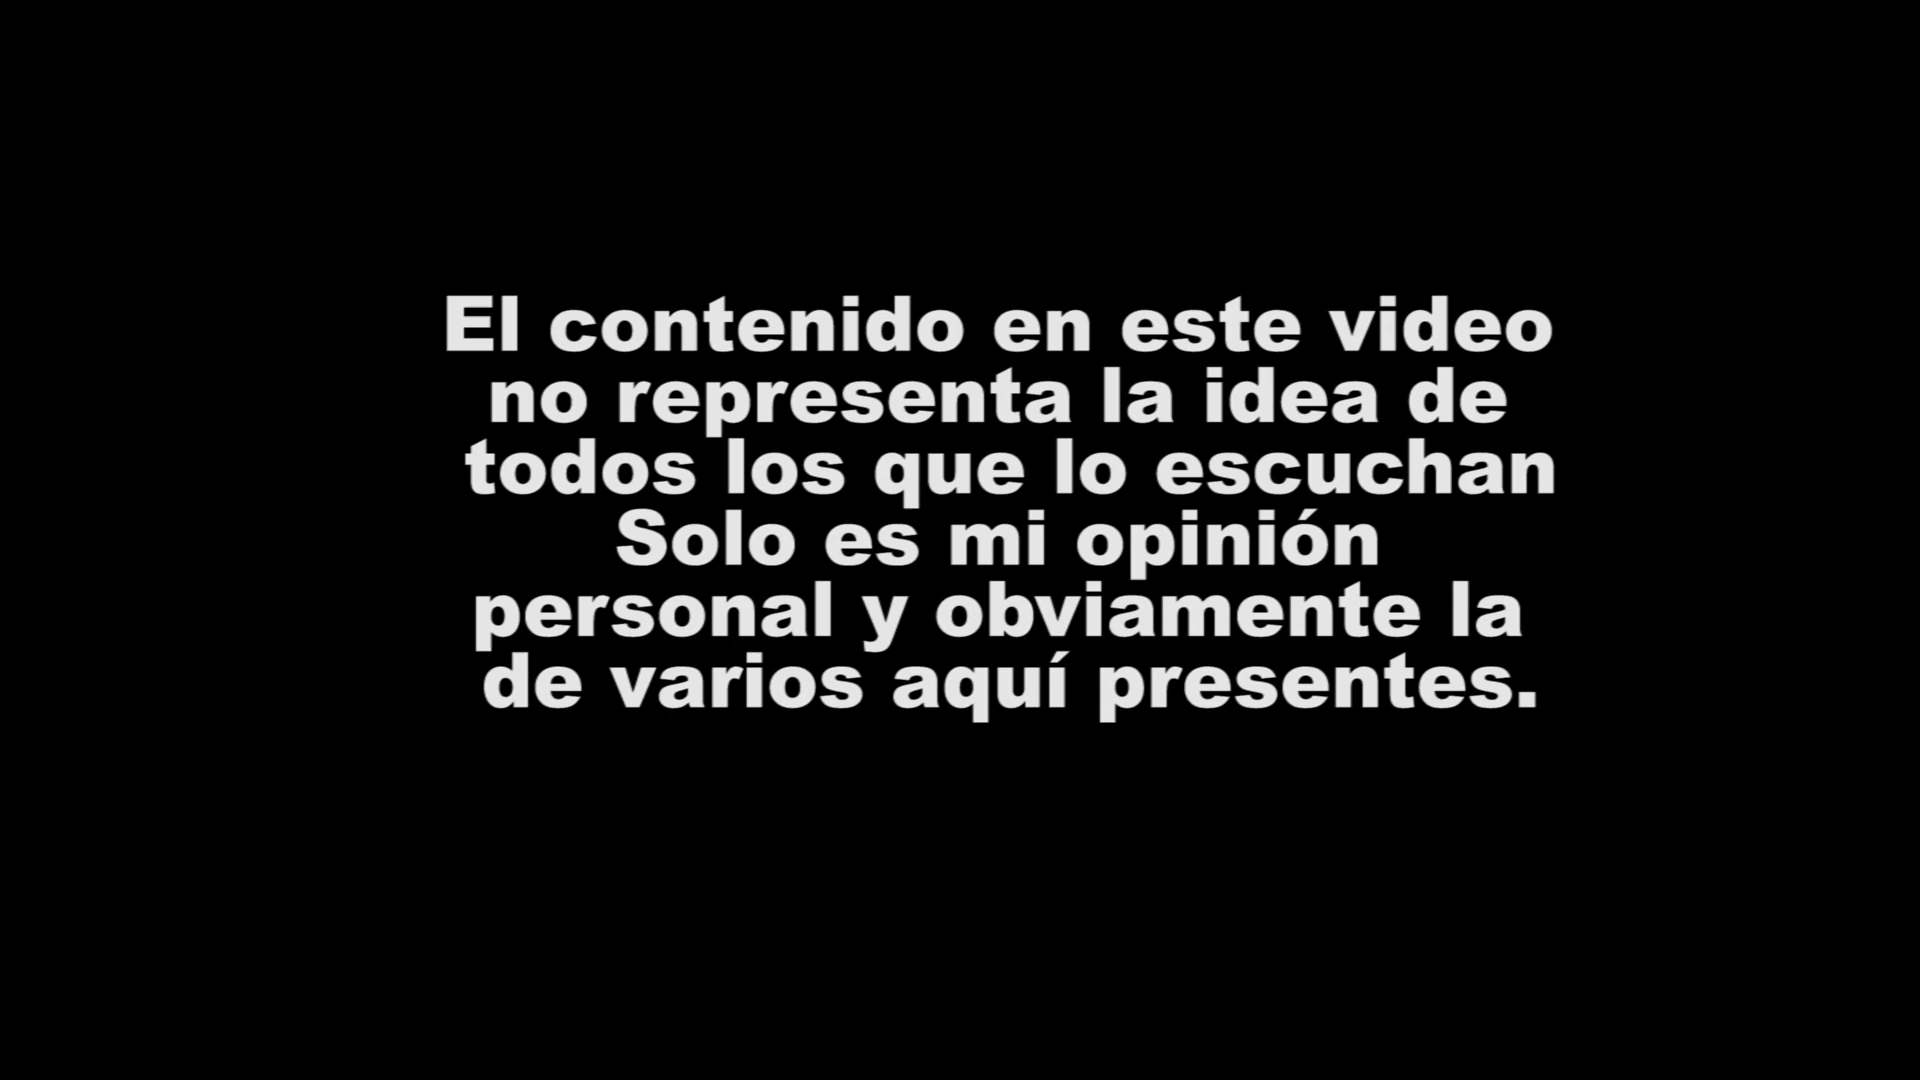 El contenido en este video
no representa la idea de
todos los que lo escuchan
Solo es mi opinión
personal y obviamente la
de varios aquí presentes.